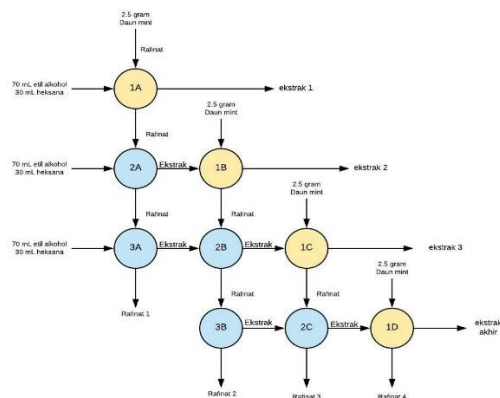 2.5 gram
Daun mint
Rafinat
70 mL etil alkohol
30 mL heksana
1A
ekstrak 1
2.5 gram
Daun mint
Rafinat
70 mL etil alkohol
30 mL heksana
2A
Ekstrak
1B
ekstrak 2
2.5 gram
Daun mint
Rafinat
Rafinat
70 mL etil alkohol
30 mL heksana
3A
Ekstrak
2B
Ekstrak
1C
ekstrak 3
2.5 gram
Daun mint
Rafinat
Rafinat
Rafinat 1
3B
Ekstrak
2C
Ekstrak
1D
ekstrak
akhir
Rafinat 2
Rafinat 3
Rafinat 4